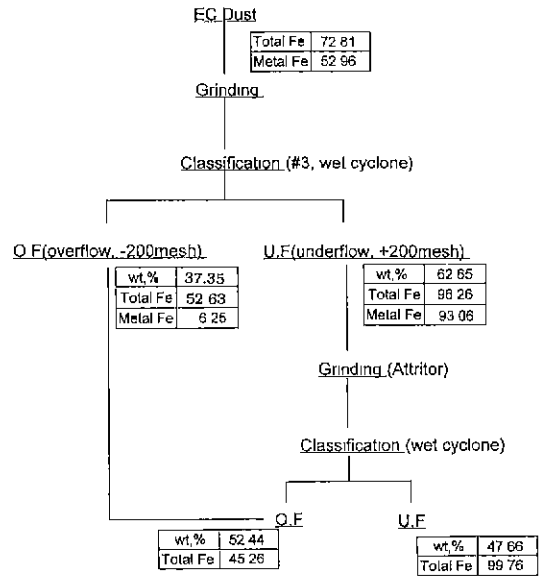 EC Dust
Total Fe 72 81
Metal Fe 52 96
Grinding
Classification (#3, wet cyclone)
O F(overflow, -200mesh)
wt,% 37.35
Total Fe 52 63
Metal Fe 6 25
U.F(underflow, +200mesh)
wt,% 62 65
Total Fe 96 26
Metal Fe 93 06
Grinding (Attritor)
Classification (wet cyclone)
O.F
wt,% 52 44
Total Fe 45 26
U.F
wt,% 47 66
Total Fe 99 76